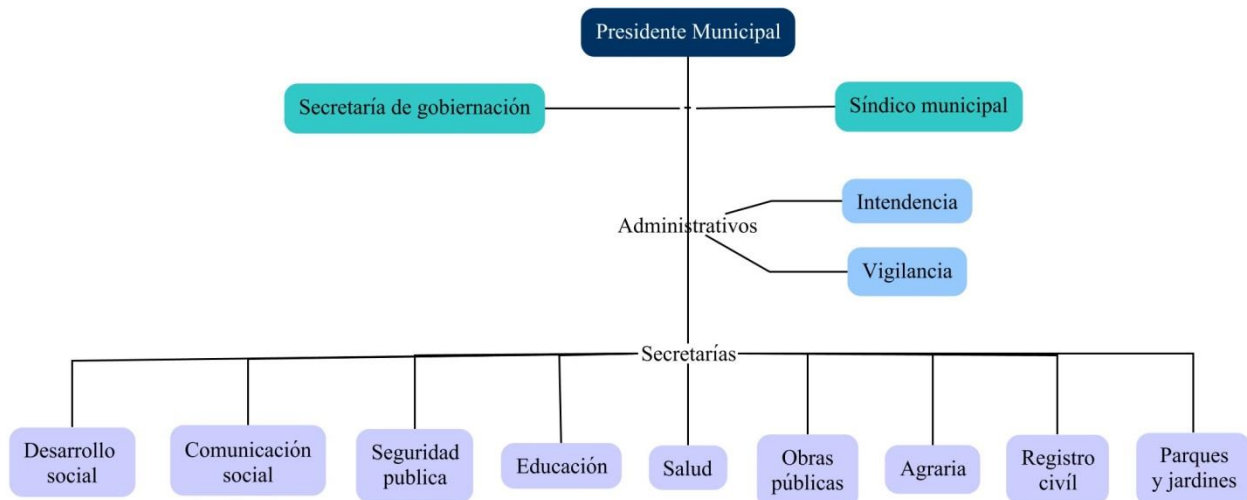 Presidente Municipal
Secretaría de gobiernación
Síndico municipal
Intendencia
Administrativos
Vigilancia
Secretarías
Desarrollo
social
Comunicación
social
Seguridad
publica
Educación
Salud
Obras
públicas
Agraria
Registro
civíl
Parques
y jardines